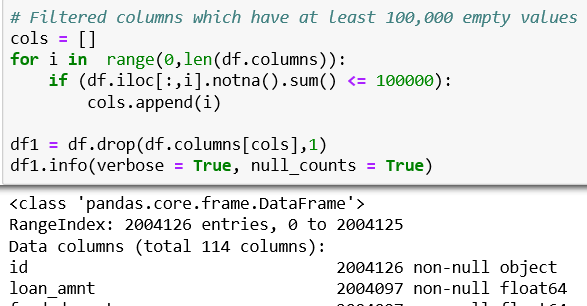 # Filtered columns which have at least 100,000 empty values
cols = []
for i in  range(0,len(df.columns)):
    if (df.iloc[:,i].notna().sum() <= 100000):
        cols.append(i)

df1 = df.drop(df.columns[cols],1)
df1.info(verbose = True, null_counts = True)
<class 'pandas.core.frame.DataFrame'>
RangeIndex: 2004126 entries, 0 to 2004125
Data columns (total 114 columns):
id                                            2004126 non-null object
loan_amnt                                     2004097 non-null float64